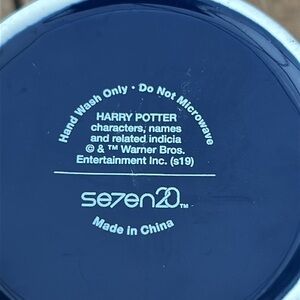 Hand Wash Only • Do Not Microwave
HARRY POTTER
characters, names
and related indicia
© & ™ Warner Bros.
Entertainment Inc. (s19)
se7en20™
Made in China